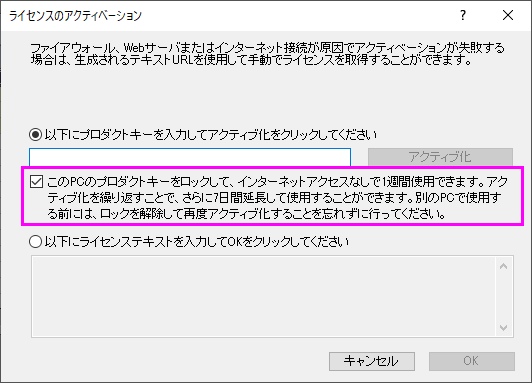 ライセンスのアクティベーション
ファイアウォール、Webサーバまたはインターネット接続が原因でアクティベーションが失敗する
場合は、生成されるテキストURLを使用して手動でライセンスを取得することができます。
以下にプロダクトキーを入力してアクティブ化をクリックしてください
アクティブ化
このPCのプロダクトキーをロックして、インターネットアクセスなしで1週間使用できます。アク
ティブ化を繰り返すことで、さらに7日間延長して使用することができます。別のPCで使用す
る前には、ロックを解除して再度アクティブ化することを忘れずに行ってください。
以下にライセンステキストを入力してOKをクリックしてください
キャンセル
OK